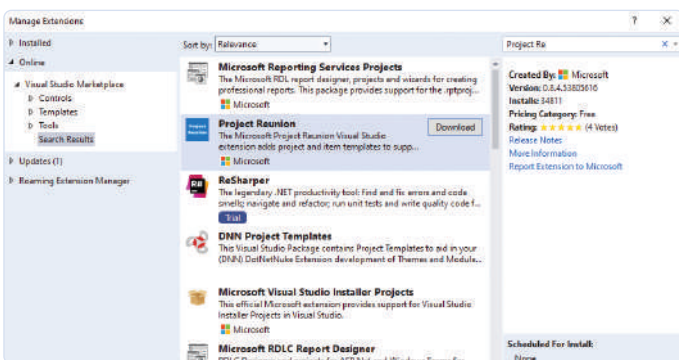 Manage Extensions
? ×
Installed
Online
Visual Studio Marketplace
Controls
Templates
Tools
Search Results
Updates (1)
Roaming Extension Manager
Sort by: Relevance
Microsoft Reporting Services Projects
The Microsoft RDL report designer, projects and wizards for creating
professional reports. This package provides support for the .rptproj...
Microsoft
Project Reunion
The Microsoft Project Reunion Visual Studio
extension adds project and item templates to supp...
Microsoft
Download
ReSharper
The legendary .NET productivity tool: Find and fix errors and code
smells; navigate and refactor; run unit tests and write quality code f...
Trial
DNN Project Templates
This Visual Studio Package contains Project Templates to aid in your
(DNN) DotNetNuke Extension development of Themes and Module...
Microsoft Visual Studio Installer Projects
This official Microsoft extension provides support for Visual Studio
Installer Projects in Visual Studio.
Microsoft
Microsoft RDLC Report Designer
Project Re
Created By: Microsoft
Version: 0.8.4.53805616
Installs: 34811
Pricing Category: Free
Rating: (4 Votes)
Release Notes
More Information
Report Extension to Microsoft
Scheduled For Install:
None